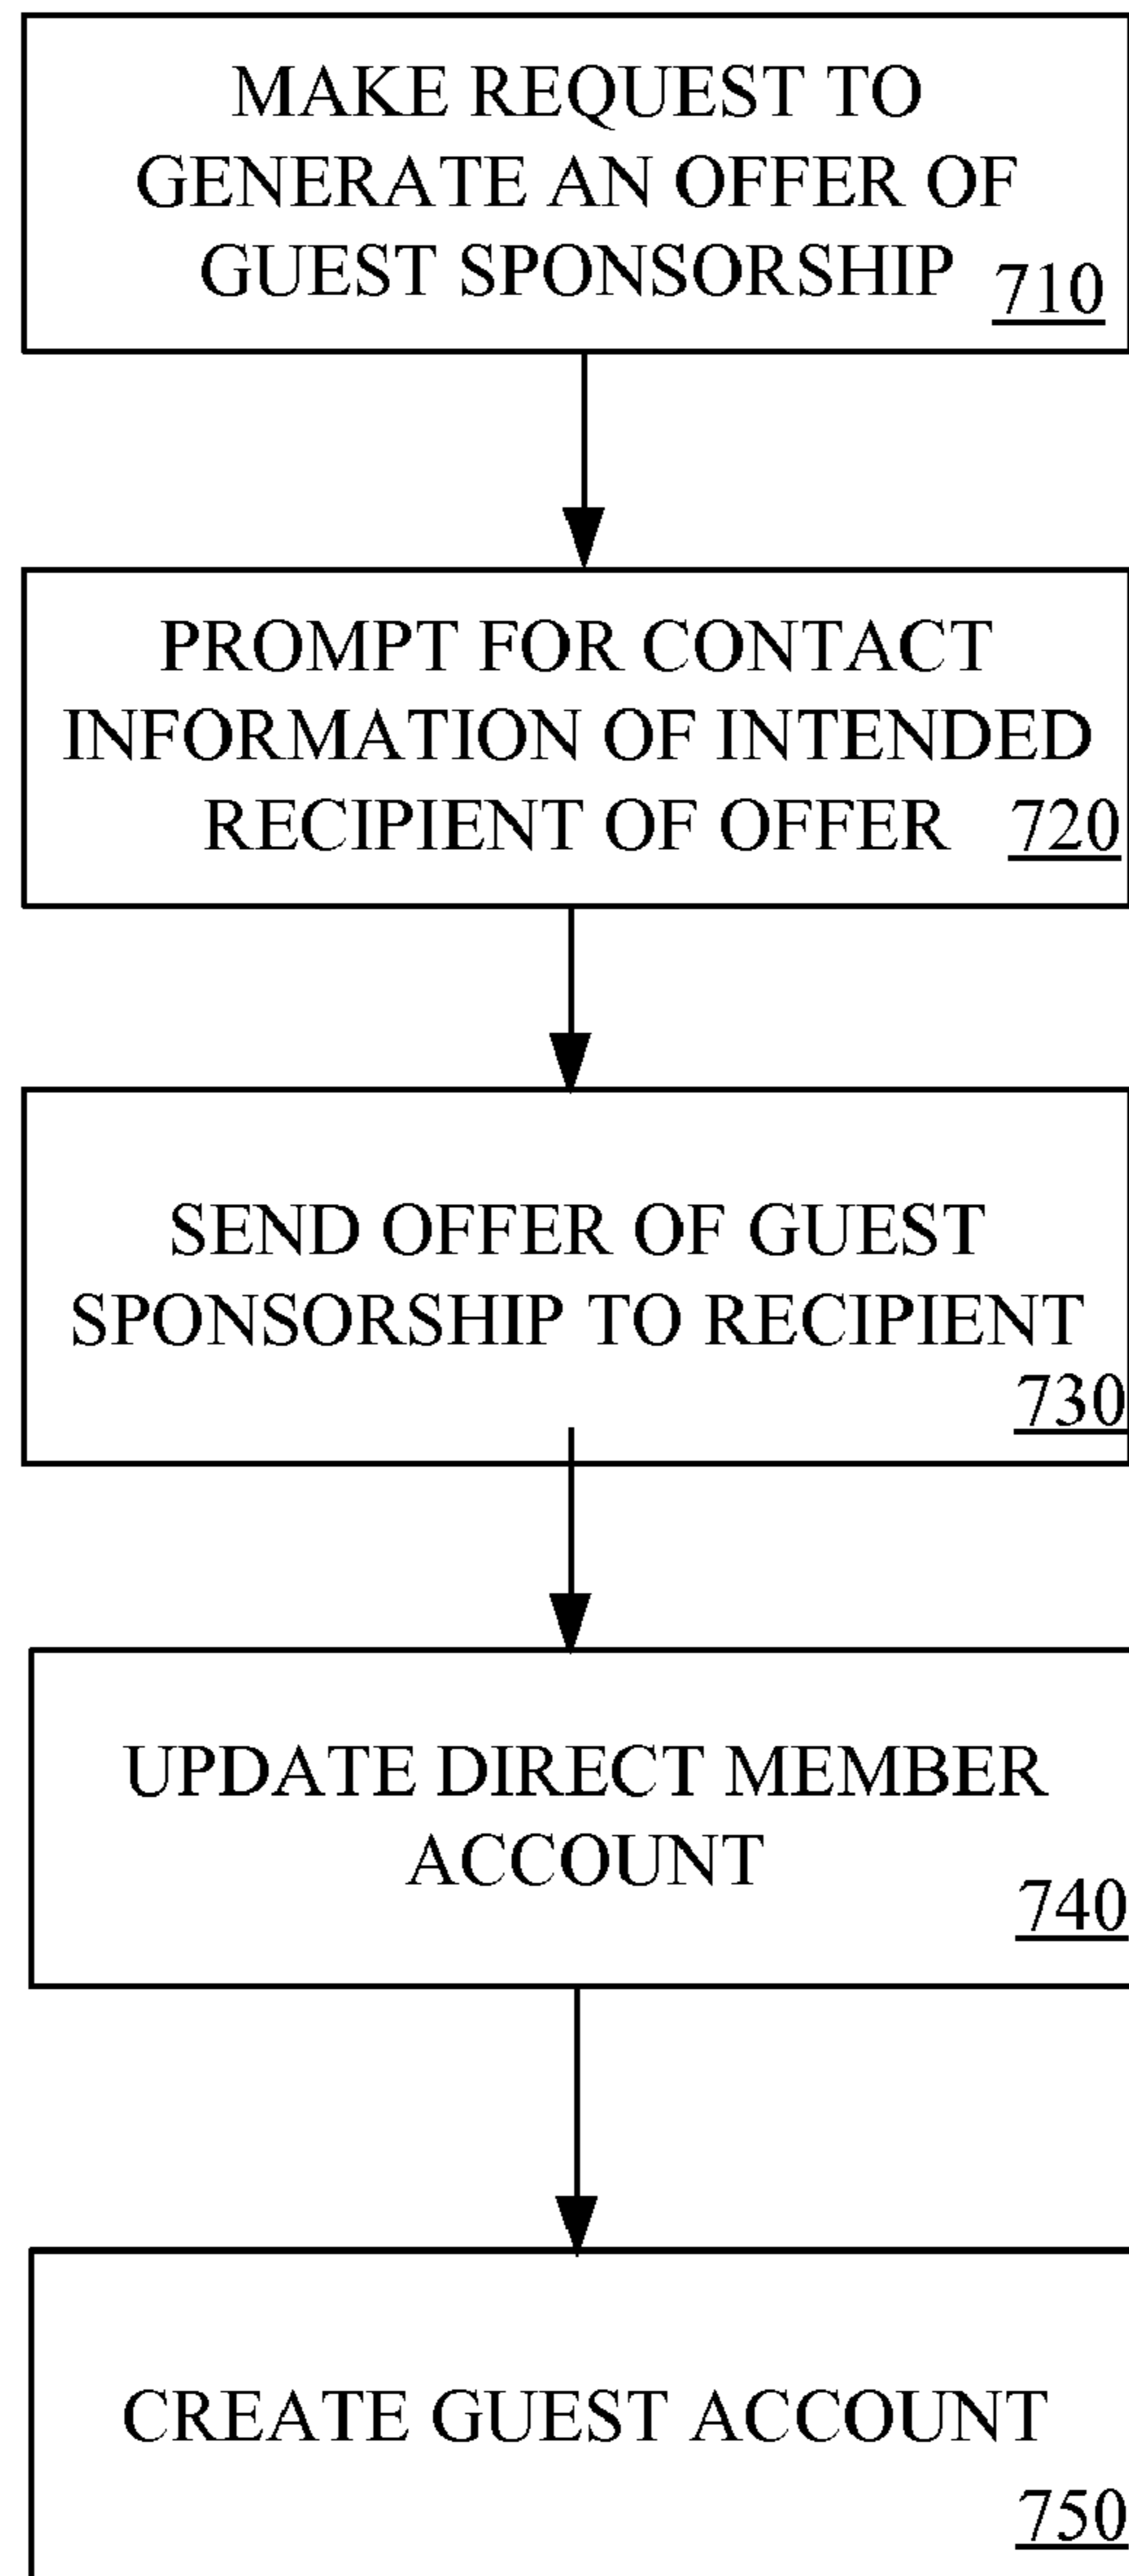 MAKE REQUEST TO
GENERATE AN OFFER OF
GUEST SPONSORSHIP
710
PROMPT FOR CONTACT
INFORMATION OF INTENDED
RECIPIENT OF OFFER 720
SEND OFFER OF GUEST
SPONSORSHIP TO RECIPIENT
730
UPDATE DIRECT MEMBER
ACCOUNT
740
CREATE GUEST ACCOUNT
750